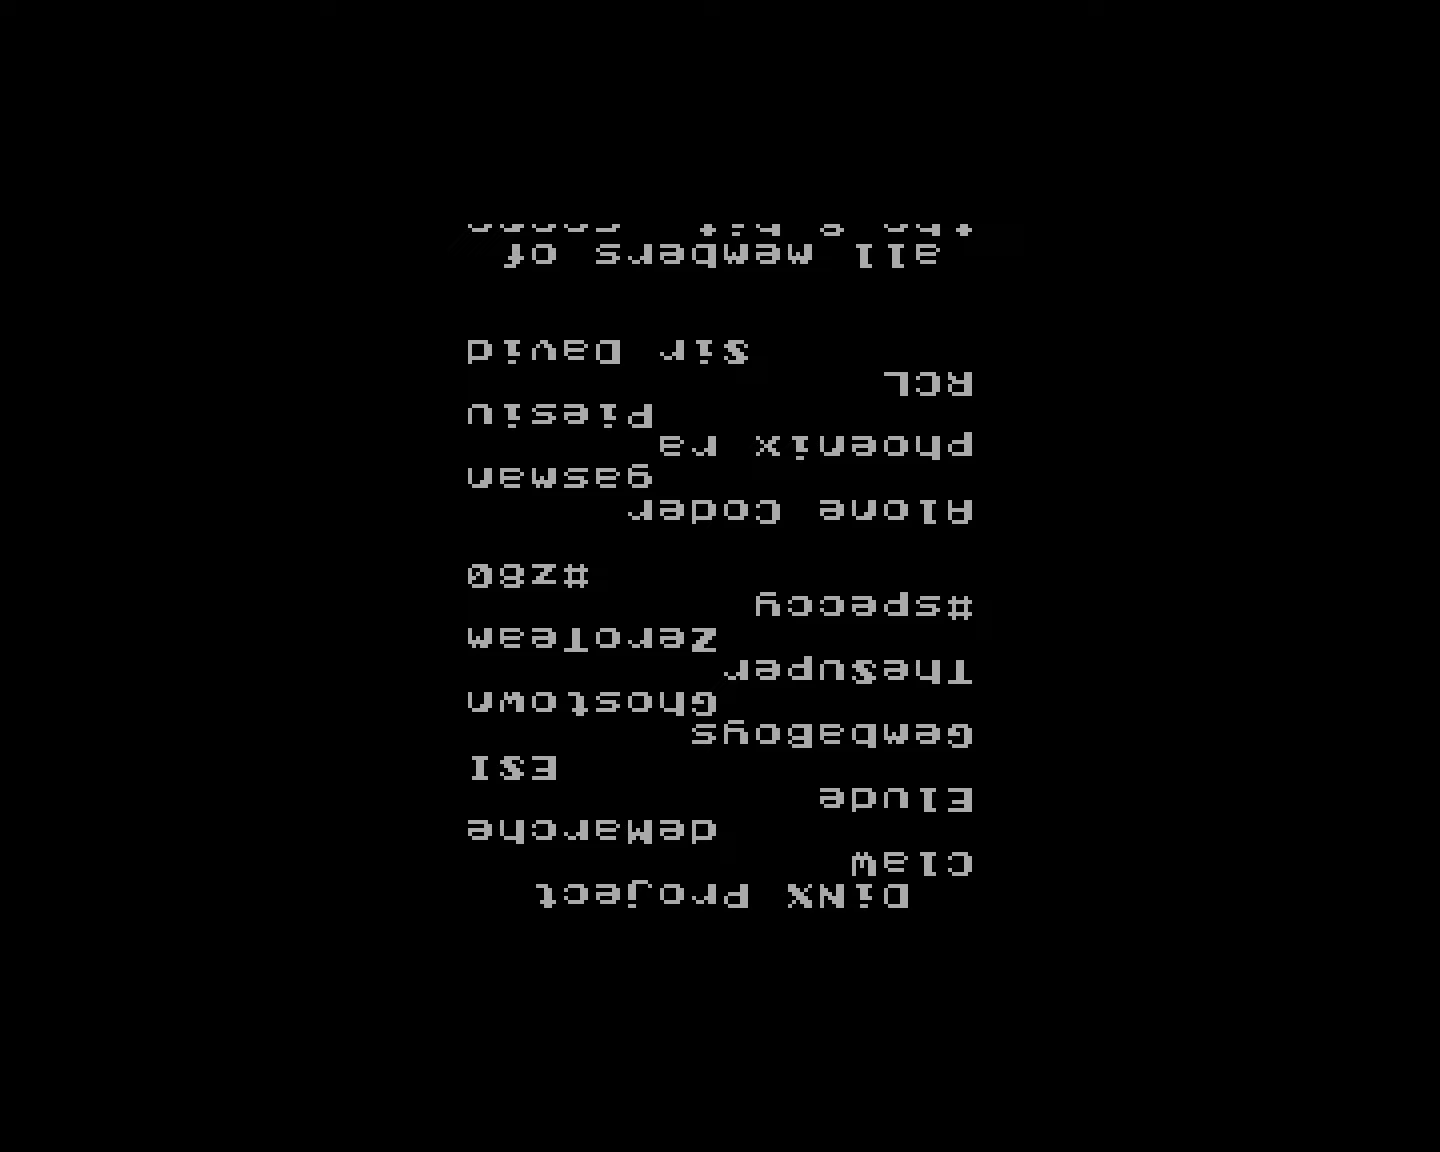 DiNX Project
Claw
deMarche
Elude
ESI
GembaBoys
Ghostown
TheSuper
ZeroTeam
#speccy
#z80
Alone Coder
gasman
Phoenix ra
Piesiu
RCL
Sir David
all members of